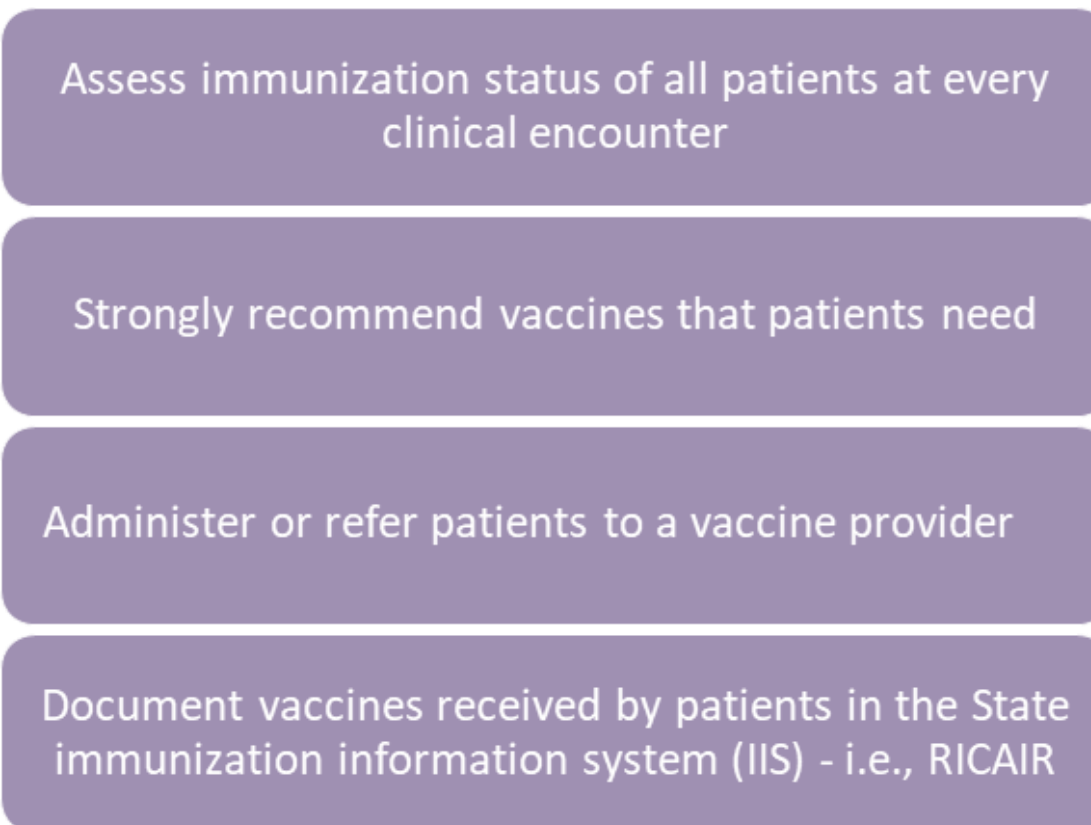 Assess immunization status of all patients at every
clinical encounter
Strongly recommend vaccines that patients need
Administer or refer patients to a vaccine provider
Document vaccines received by patients in the State
immunization information system (IIS) - i.e., RICAIR